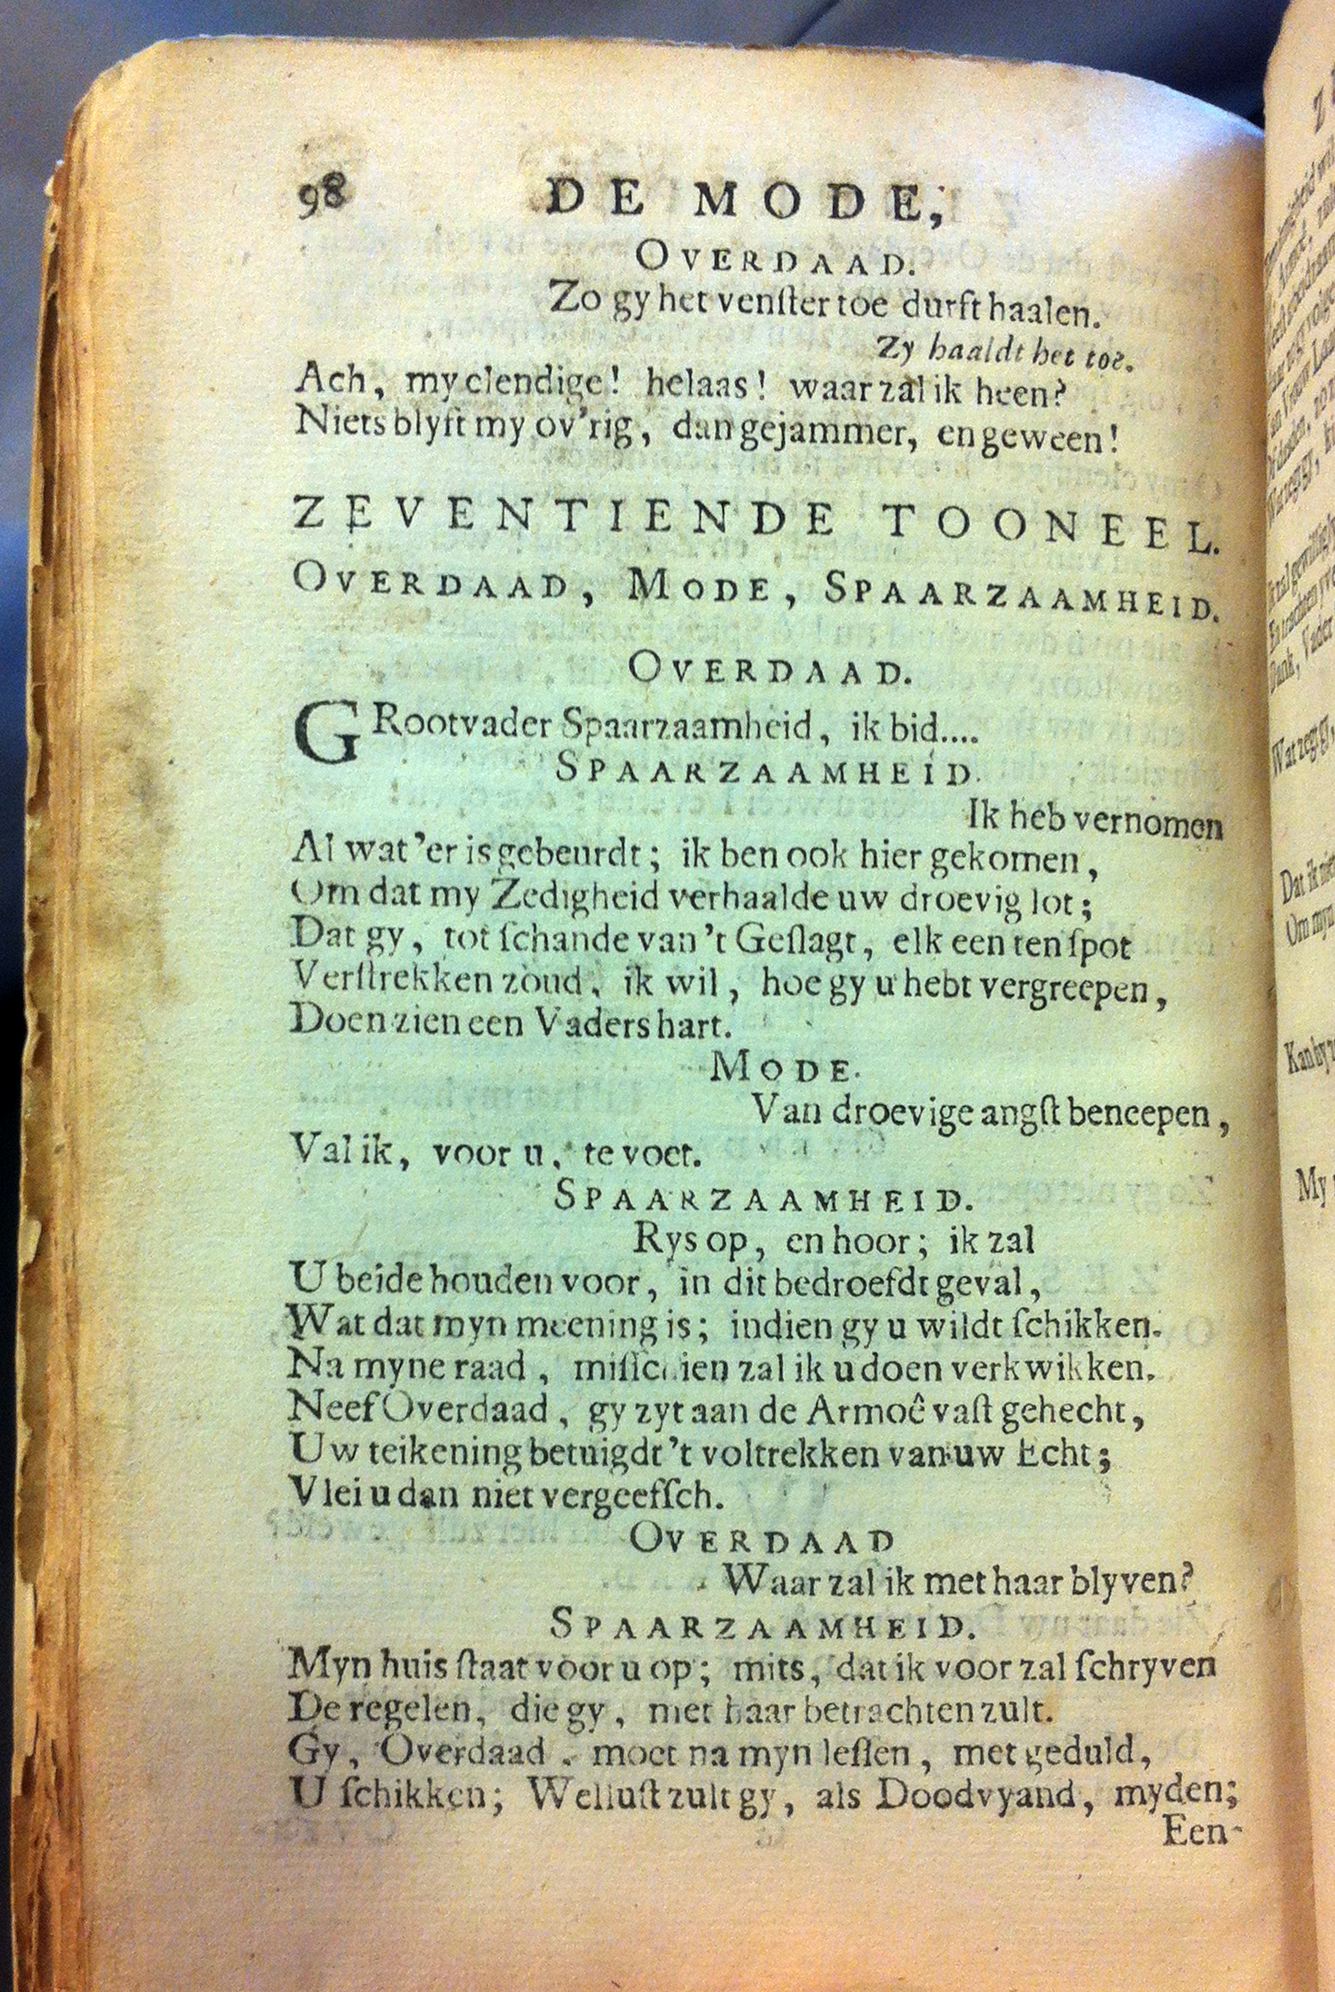 98 DE MODE,
OVERDAAD.
Zo gy het venſter toe durft haalen.
Zy haaldt het toe.
Ach, my elendige! helaas! waar zal ik heen?
Niets blyft my ov'rig, dan gejammer, en geween!
ZEVENTIENDE TOONEEL.
OVERDAAD, MODE, SPAARZAAMHEID.
OVERDAAD.
GRootvader Spaarzaamheid, ik bid....
SPAARZAAMHEID.
Ik heb vernomen
Al wat 'er is gebeurdt; ik ben ook hier gekomen,
Om dat my Zedigheid verhaalde uw droevig lot;
Dat gy, tot ſchande van 't Geſlagt, elk een ten ſpot
Verſtrekken zoud, ik wil, hoe gy u hebt vergreepen,
Doen zien een Vaders hart.
MODE.
Van droevige angſt beneepen,
Val ik, voor u, te voet.
SPAARZAAMHEID.
Rys op, en hoor; ik zal
U beide houden voor, in dit bedroefdt geval,
Wat dat myn meening is; indien gy u wildt ſchikken.
Na myne raad, miſſchien zal ik u doen verkwikken.
Neef Overdaad, gy zyt aan de Armoê vaſt gehecht,
Uw teikening betuigdt 't voltrekken van uw Echt;
Vlei u dan niet vergeefſch.
OVERDAAD
Waar zal ik met haar blyven?
SPAARZAAMHEID.
Myn huis ſtaat voor u op; mits, dat ik voor zal ſchryven
De regelen, die gy, met haar betrachten zult.
Gy, Overdaad, moet na myn leſſen, met geduld,
U ſchikken; Welluſt zult gy, als Doodvyand, myden;
Een-